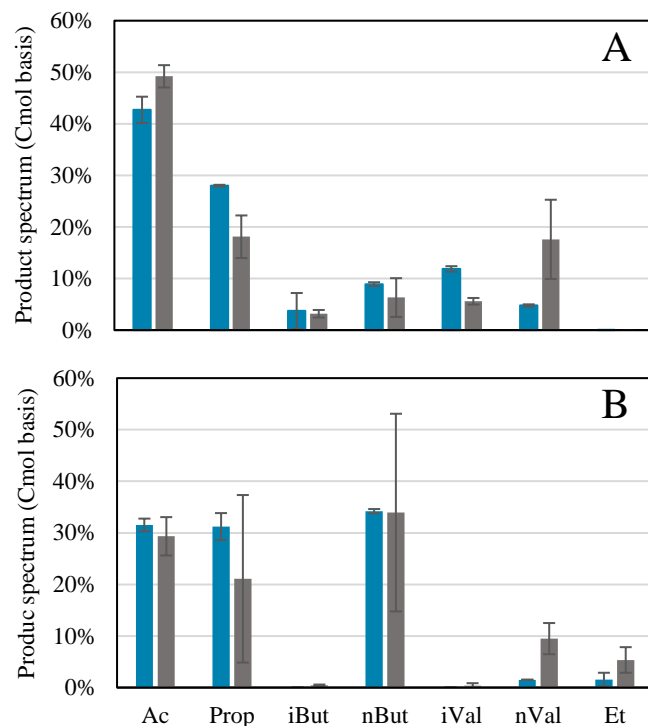 A
Product spectrum (Cmol basis)
60%
50%
40%
30%
20%
10%
0%
B
Produc spectrum (Cmol basis)
60%
50%
40%
30%
20%
10%
0%
Ac Prop iBut nBut iVal nVal Et